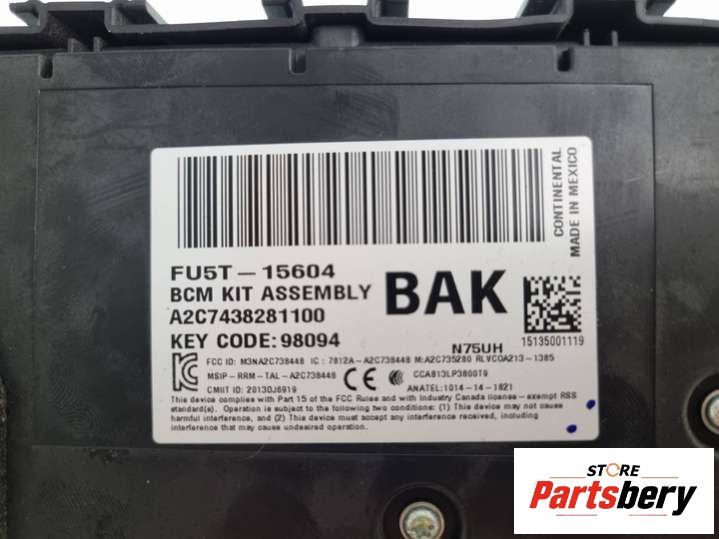 CONTINENTAL
MADE IN MEXICO
FU5T-15604
BCM KIT ASSEMBLY
BAK
A2C7438281100
KEY CODE:98094
N75UH
15135001119
FCC ID: M3NA2C738448 IC: 7812A-A2C738448 M:A2C735280 RLVCOA213-1385
MSIP-RRM-TAL-A2C738448
CE
CCAB13LP3800T9
CMIIT ID: 2013DJ6919
ANATEL:1014-14-1821
This device complies with Part 15 of the FCC Rules and with Industry Canada licence - exempt RSS
standard(s). Operation is subject to the following two conditions: (1) This device may not cause
harmful interference, and (2) This device must accept any interference received, including
interference that may cause undesired operation.
STORE
Partsbery